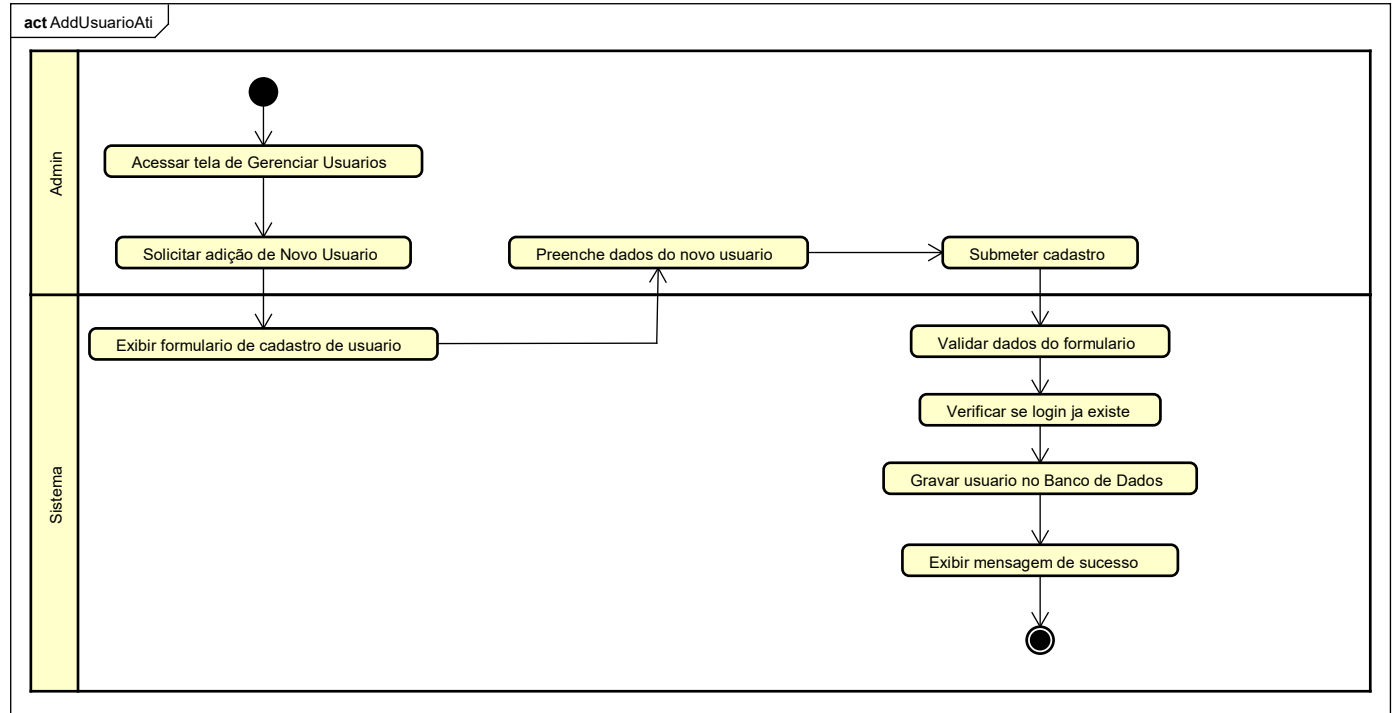 act AddUsuarioAti
Admin
Acessar tela de Gerenciar Usuarios
Solicitar adição de Novo Usuario
Preenche dados do novo usuario
Submeter cadastro
Sistema
Exibir formulario de cadastro de usuario
Validar dados do formulario
Verificar se login ja existe
Gravar usuario no Banco de Dados
Exibir mensagem de sucesso